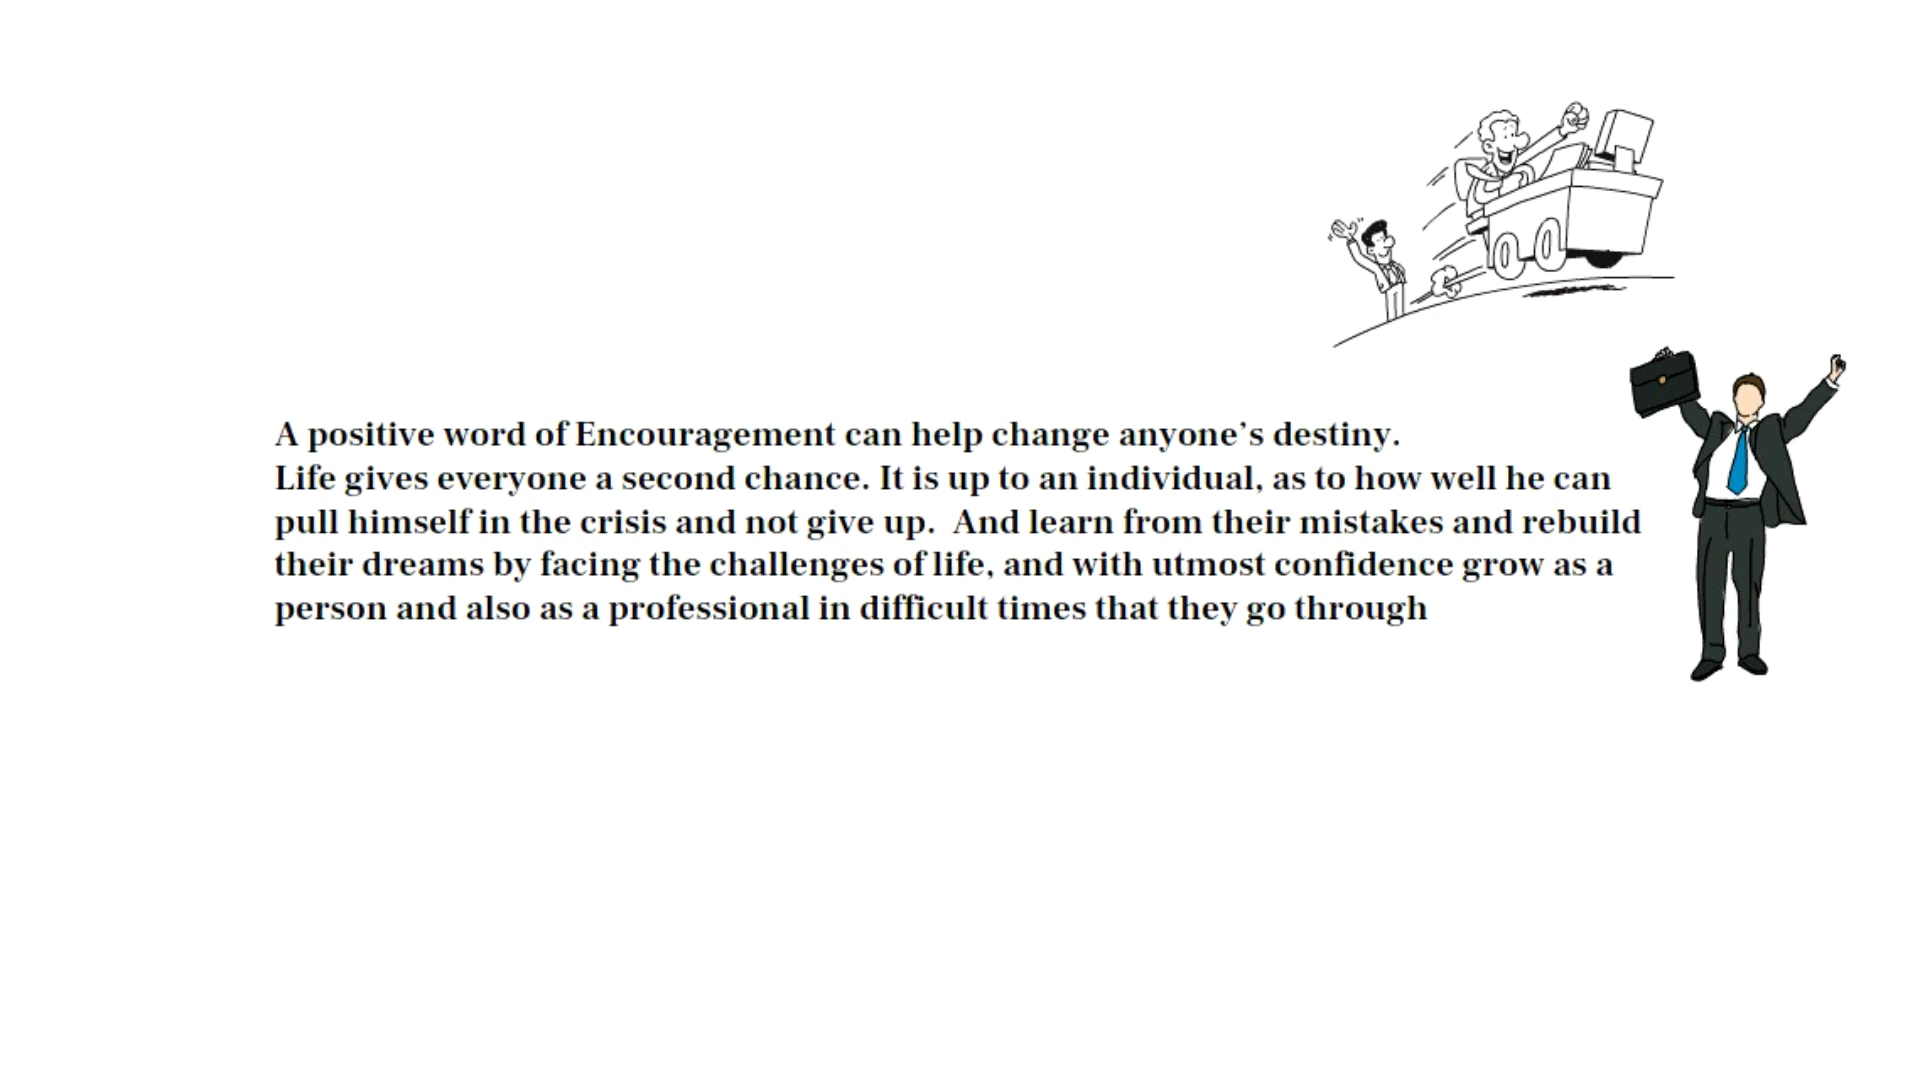 A positive word of Encouragement can help change anyone’s destiny.
Life gives everyone a second chance. It is up to an individual, as to how well he can
pull himself in the crisis and not give up.  And learn from their mistakes and rebuild
their dreams by facing the challenges of life, and with utmost confidence grow as a
person and also as a professional in difficult times that they go through